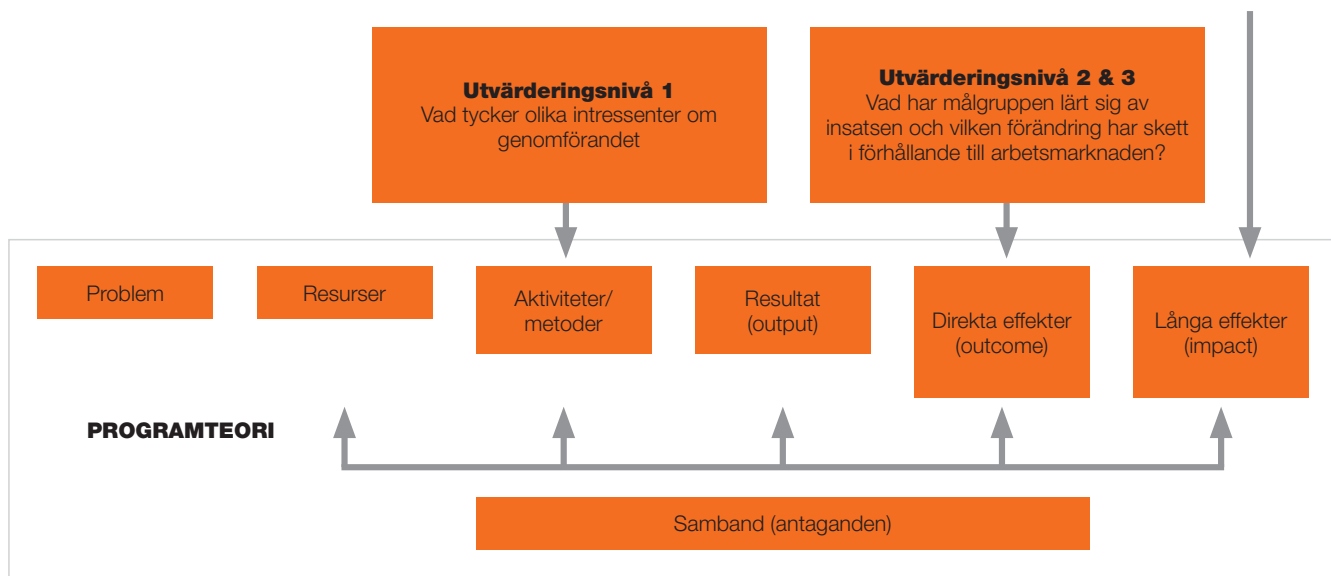 Utvärderingsnivå 1
Vad tycker olika intressenter om
genomförandet
Utvärderingsnivå 2 & 3
Vad har målgruppen lärt sig av
insatsen och vilken förändring har skett
i förhållande till arbetsmarknaden?
Problem
Resurser
Aktiviteter/
metoder
Resultat
(output)
Direkta effekter
(outcome)
Långa effekter
(impact)
PROGRAMTEORI
Samband (antaganden)